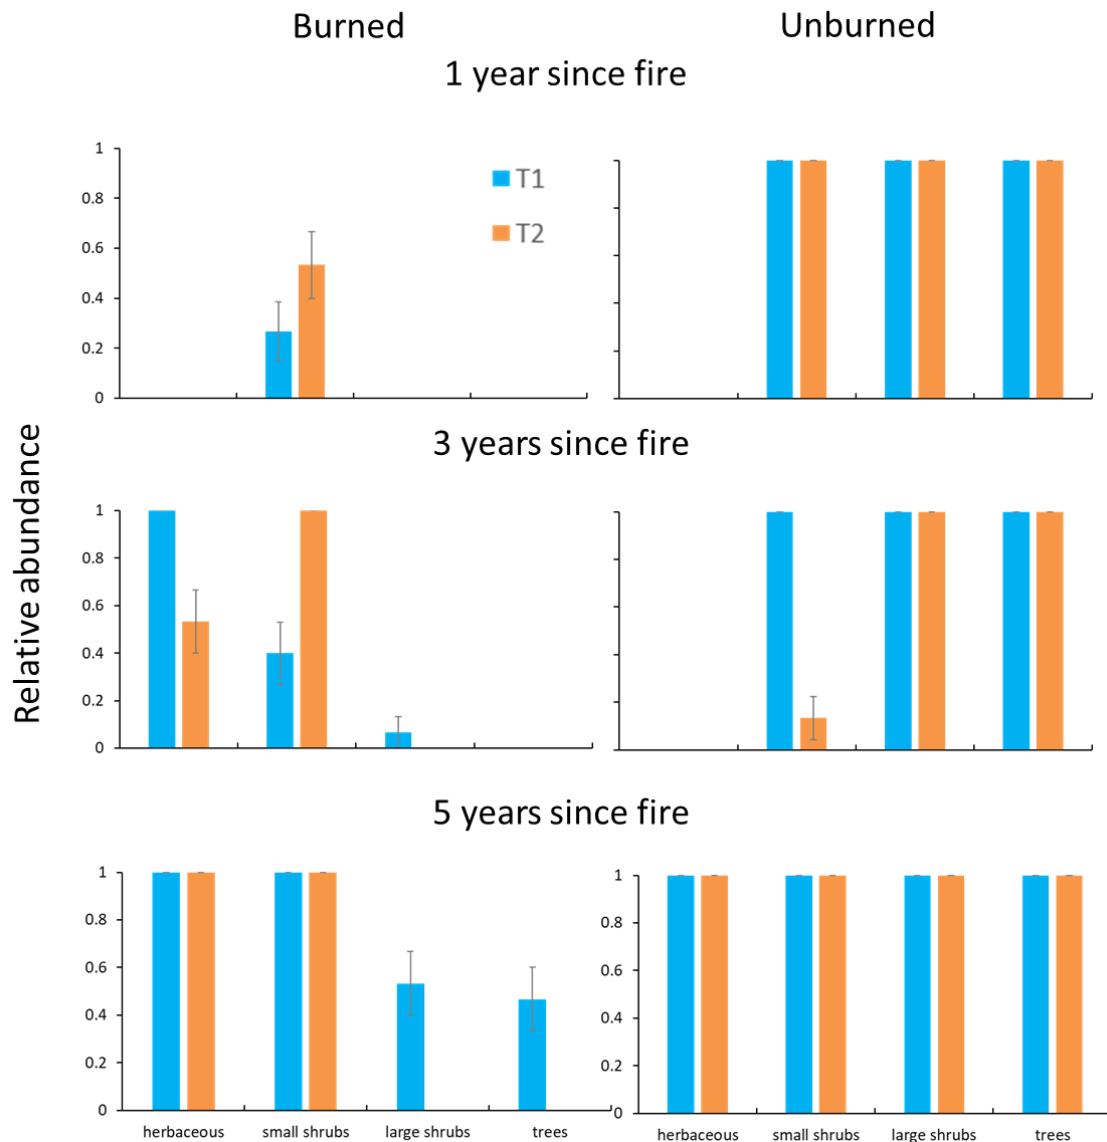 Burned Unburned
1 year since fire
1
0.8
0.6
0.4
0.2
0
T1
T2
3 years since fire
Relative abundance
1
0.8
0.6
0.4
0.2
0
5 years since fire
1
0.8
0.6
0.4
0.2
0
herbaceous small shrubs large shrubs trees
1
0.8
0.6
0.4
0.2
0
herbaceous small shrubs large shrubs trees